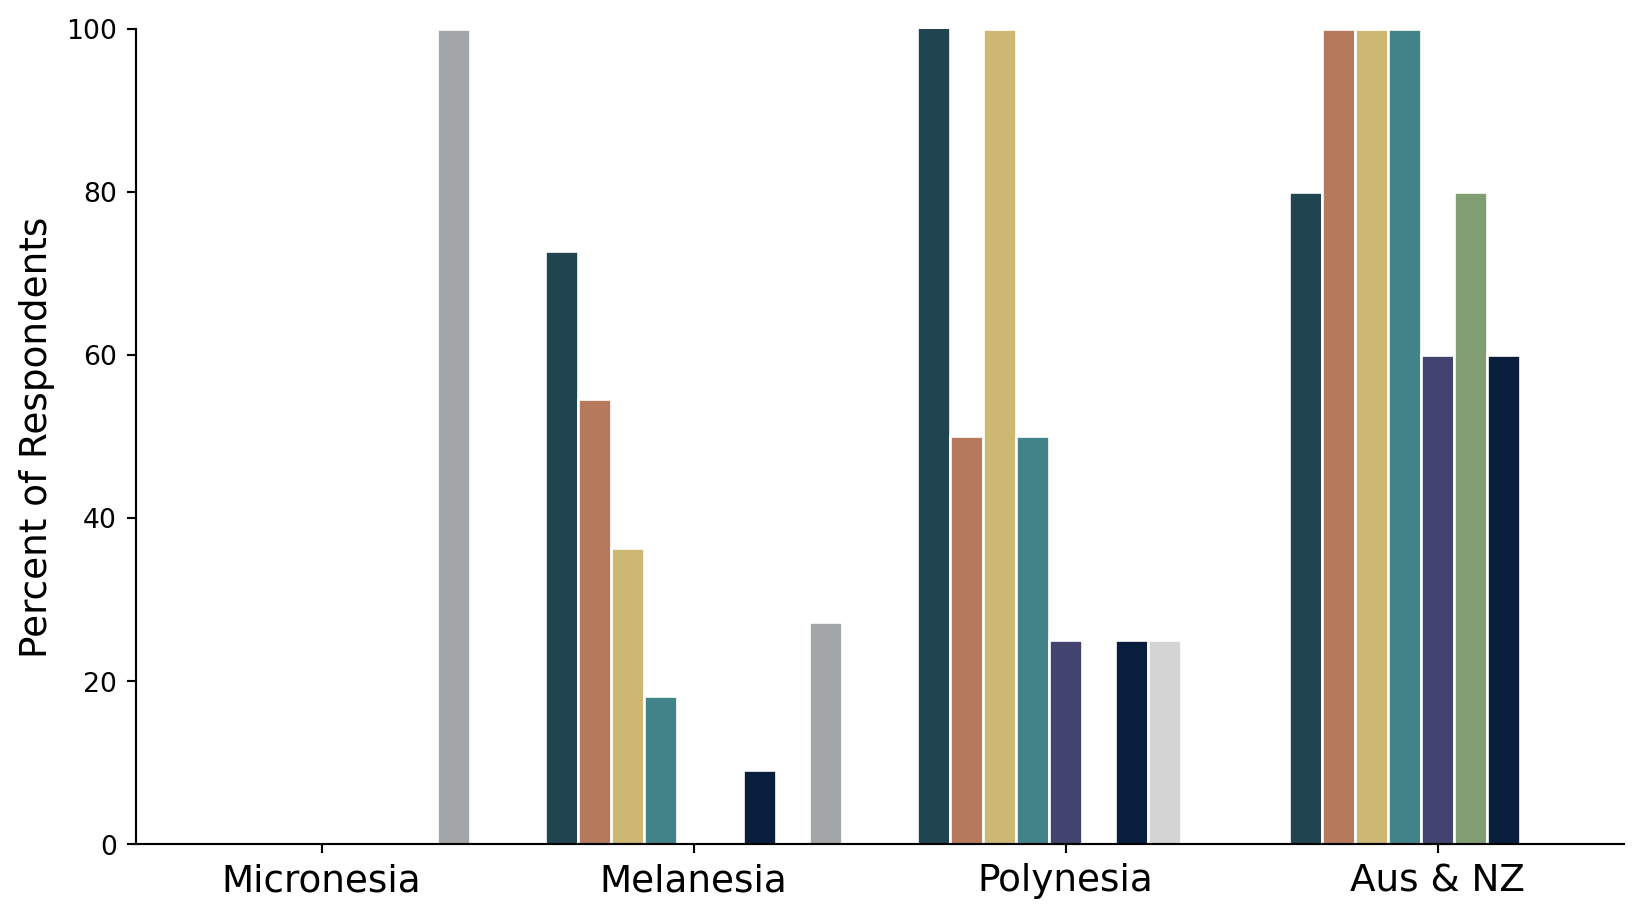 Percent of Respondents
100
80
60
40
20
0
Micronesia
Melanesia
Polynesia
Aus & NZ